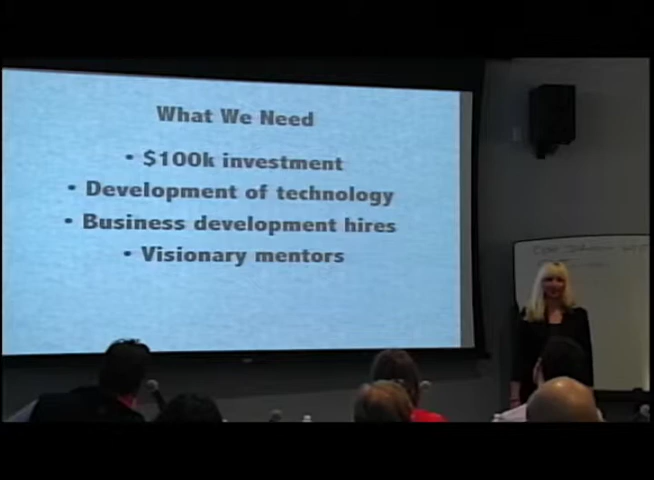 What We Need
• $100k investment
• Development of technology
• Business development hires
• Visionary mentors